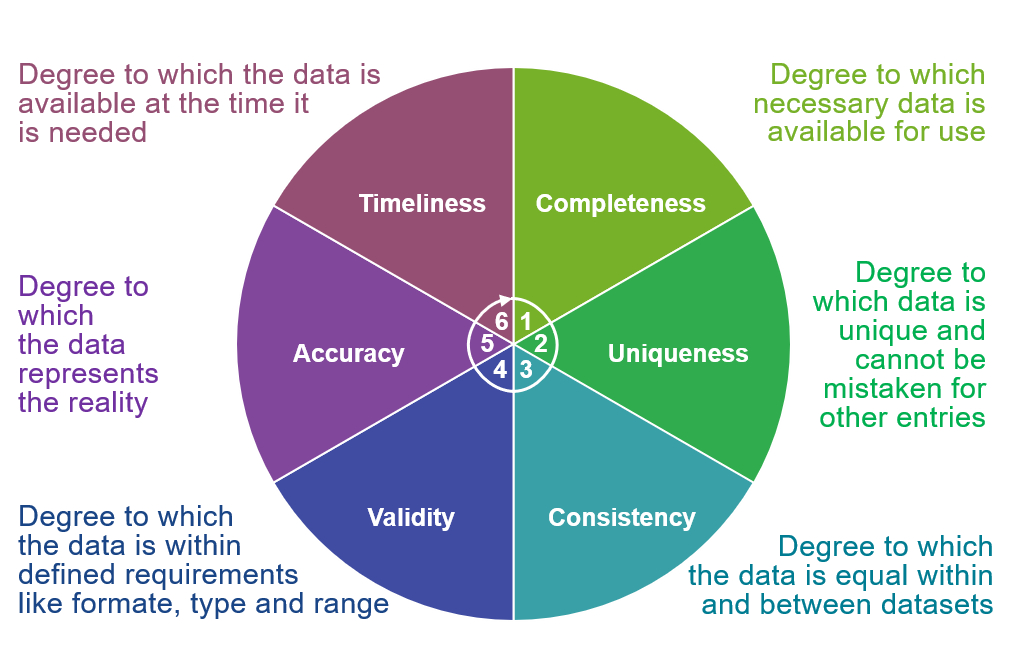 Degree to which the data is
available at the time it
is needed
Degree to which
necessary data is
available for use
Timeliness
Completeness
Degree to
which
the data
represents
the reality
Degree to
which data is
unique and
cannot be
mistaken for
other entries
Accuracy
Uniqueness
6 1
5 2
4 3
Validity
Consistency
Degree to which
the data is within
defined requirements
like formate, type and range
Degree to which
the data is equal within
and between datasets